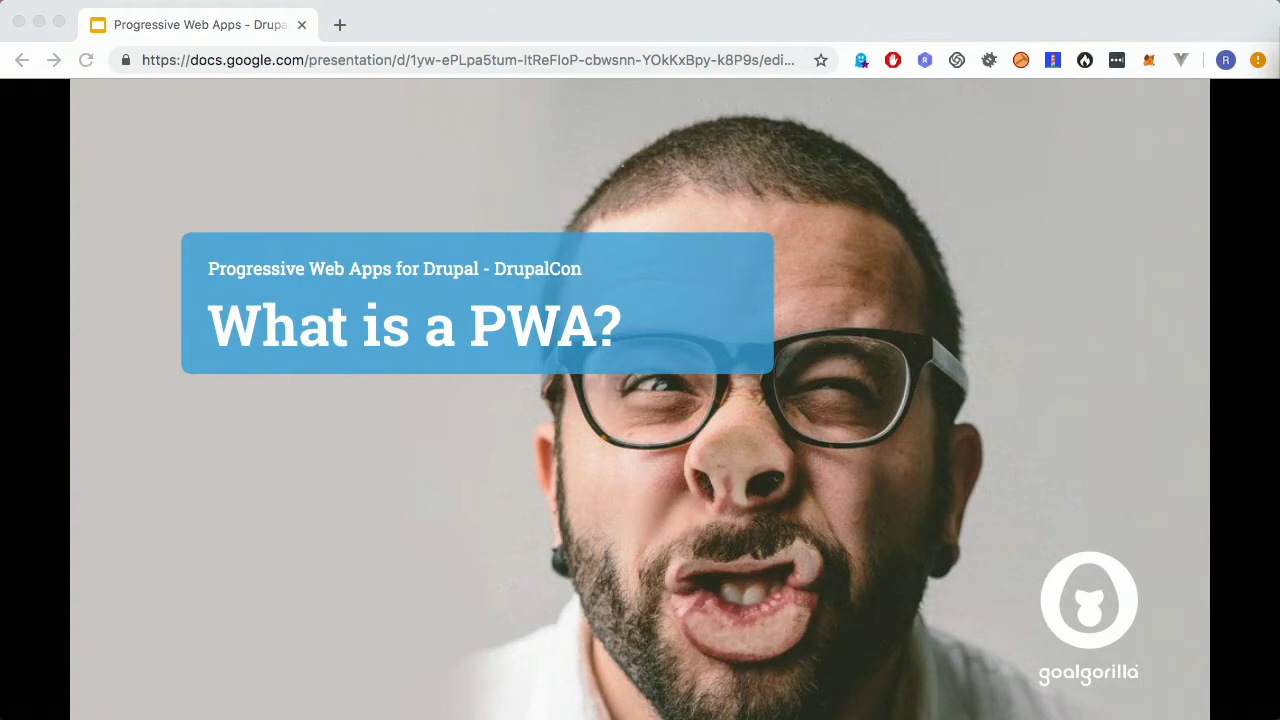 Progressive Web Apps - Drupa
https://docs.google.com/presentation/d/1yw-ePLpa5tum-ItReFIoP-cbwsnn-YOkKxBpy-k8P9s/edi...
R
R
Progressive Web Apps for Drupal - DrupalCon
What is a PWA?
goalgorilla